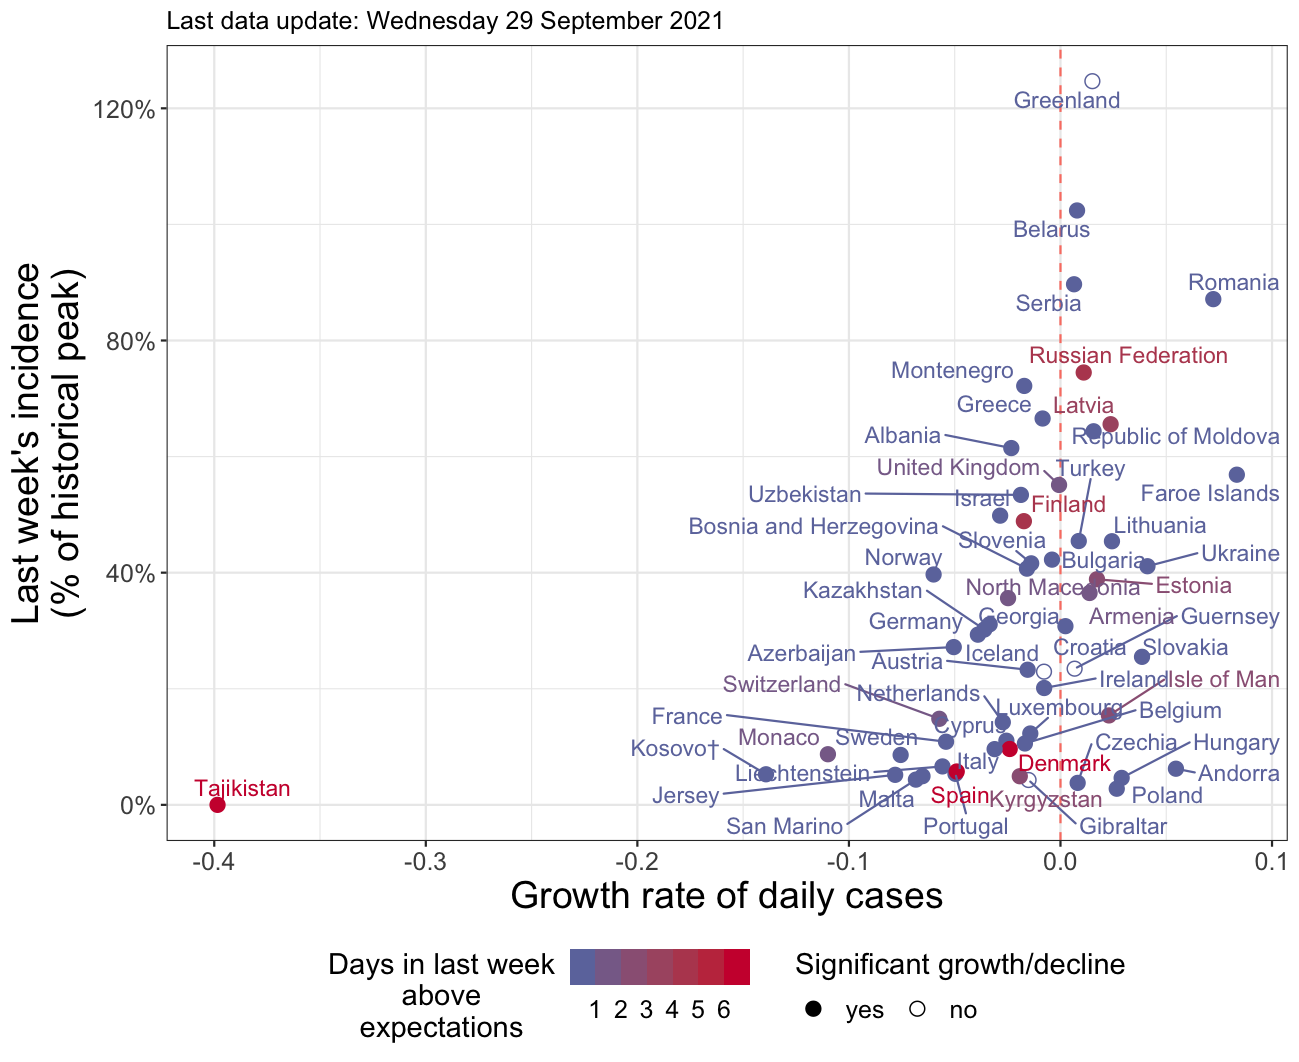 Last data update: Wednesday 29 September 2021
Last week's incidence
(% of historical peak)
120%
80%
40%
0%
Greenland
Belarus
Romania
Serbia
Russian Federation
Montenegro
Greece
Latvia
Albania
Republic of Moldova
United Kingdom
Turkey
Uzbekistan
Israel
Faroe Islands
Finland
Bosnia and Herzegovina
Lithuania
Slovenia
Norway
Bulgaria
Ukraine
Kazakhstan
North Macedonia
Estonia
Germany
Georgia
Armenia
Guernsey
Azerbaijan
Iceland
Croatia
Slovakia
Austria
Switzerland
Ireland
Isle of Man
Netherlands
France
Luxembourg
Belgium
Cyprus
Kosovo†
Monaco
Sweden
Czechia
Hungary
Liechtenstein
Italy
Denmark
Andorra
Tajikistan
Jersey
Malta
Spain
Kyrgyzstan
Poland
San Marino
Portugal
Gibraltar
-0.4
-0.3
-0.2
-0.1
0.0
0.1
Growth rate of daily cases
Days in last week
above
expectations
1 2 3 4 5 6
Significant growth/decline
yes
no